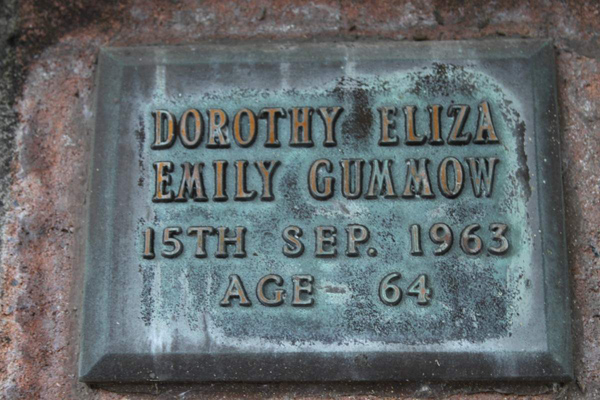 DOROTHY ELIZA
EMILY GUMMOW
15TH SEP. 1963
AGE 64